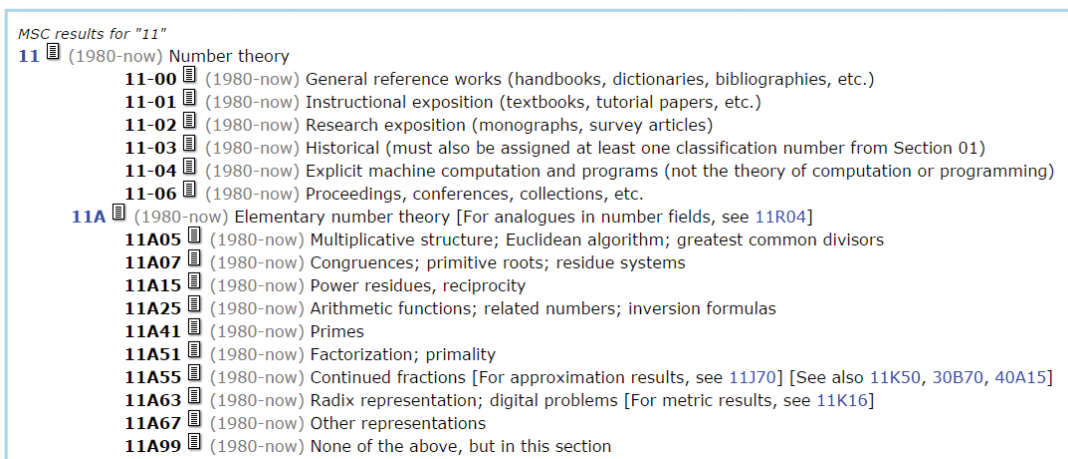 MSC results for "11"
11 (1980-now) Number theory
11-00 (1980-now) General reference works (handbooks, dictionaries, bibliographies, etc.)
11-01 (1980-now) Instructional exposition (textbooks, tutorial papers, etc.)
11-02 (1980-now) Research exposition (monographs, survey articles)
11-03 (1980-now) Historical (must also be assigned at least one classification number from Section 01)
11-04 (1980-now) Explicit machine computation and programs (not the theory of computation or programming)
11-06 (1980-now) Proceedings, conferences, collections, etc.
11A (1980-now) Elementary number theory [For analogues in number fields, see 11R04]
11A05 (1980-now) Multiplicative structure; Euclidean algorithm; greatest common divisors
11A07 (1980-now) Congruences; primitive roots; residue systems
11A15 (1980-now) Power residues, reciprocity
11A25 (1980-now) Arithmetic functions; related numbers; inversion formulas
11A41 (1980-now) Primes
11A51 (1980-now) Factorization; primality
11A55 (1980-now) Continued fractions [For approximation results, see 11J70] [See also 11K50, 30B70, 40A15]
11A63 (1980-now) Radix representation; digital problems [For metric results, see 11K16]
11A67 (1980-now) Other representations
11A99 (1980-now) None of the above, but in this section